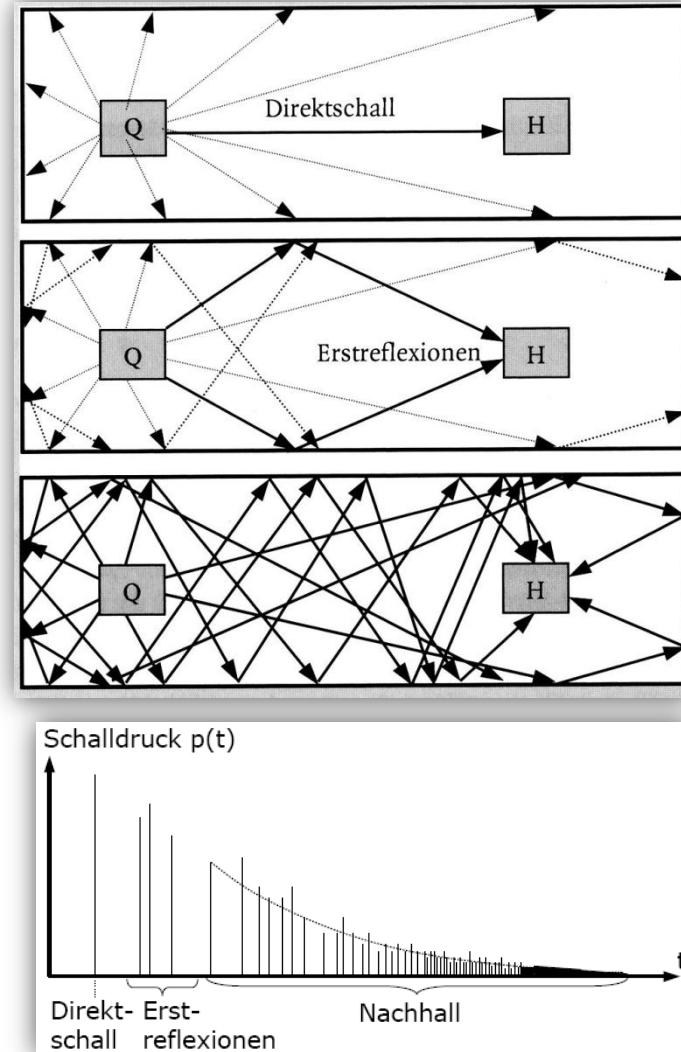 Direktschall
Q
H
Erstreflexionen
Q
H
Q
H
Schalldruck p(t)
t
Direkt- Erst- Nachhall
schall reflexionen